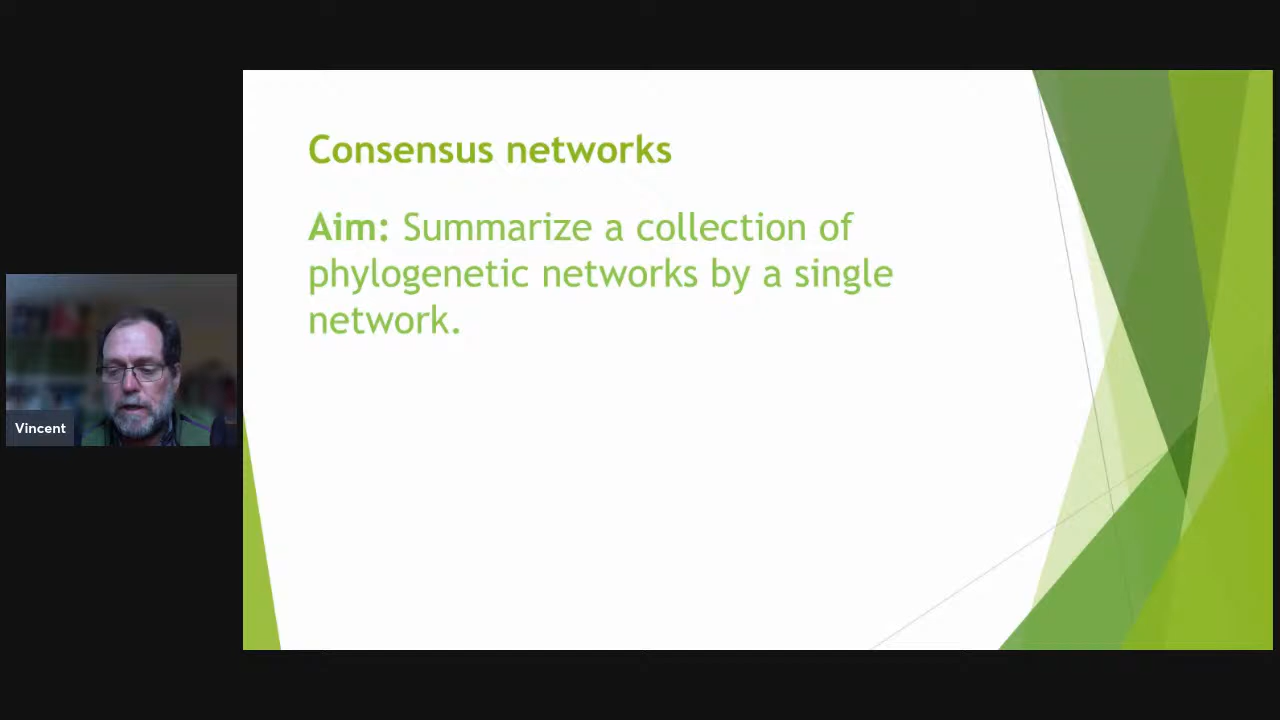 Consensus networks
Aim: Summarize a collection of
phylogenetic networks by a single
network.
Vincent